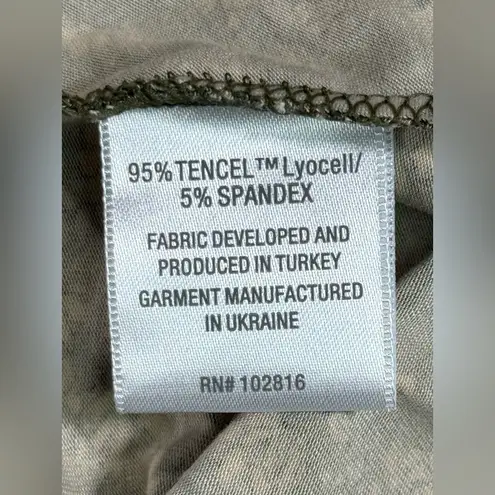 95% TENCEL™ Lyocell/
5% SPANDEX
FABRIC DEVELOPED AND
PRODUCED IN TURKEY
GARMENT MANUFACTURED
IN UKRAINE
RN# 102816